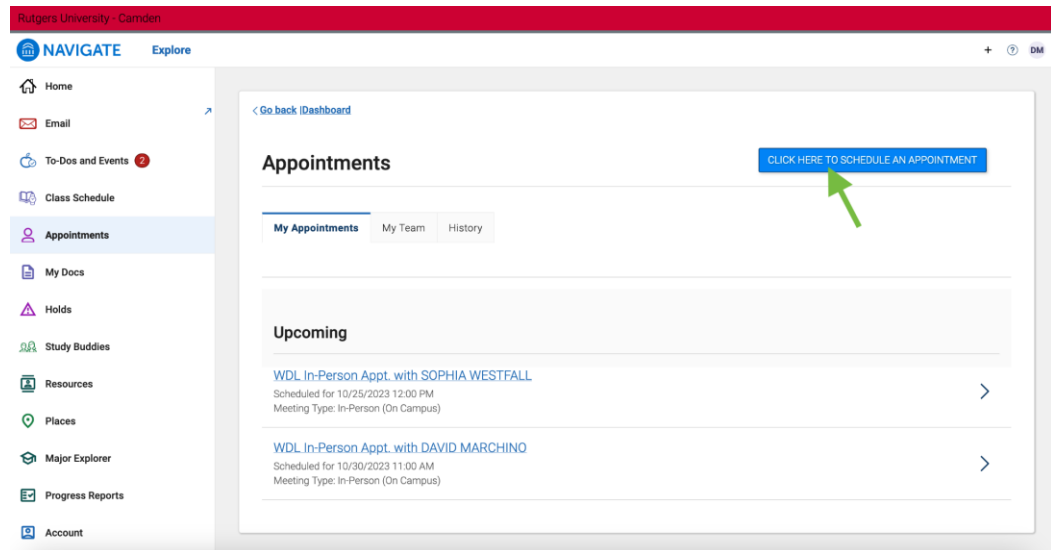 Rutgers University - Camden
NAVIGATE Explore + ? DM
Home
Email
To-Dos and Events 2
Class Schedule
Appointments
My Docs
Holds
Study Buddies
Resources
Places
Major Explorer
Progress Reports
Account
Go back |Dashboard
Appointments
CLICK HERE TO SCHEDULE AN APPOINTMENT
My Appointments My Team History
Upcoming
WDL In-Person Appt. with SOPHIA WESTFALL
Scheduled for 10/25/2023 12:00 PM
Meeting Type: In-Person (On Campus)
WDL In-Person Appt. with DAVID MARCHINO
Scheduled for 10/30/2023 11:00 AM
Meeting Type: In-Person (On Campus)